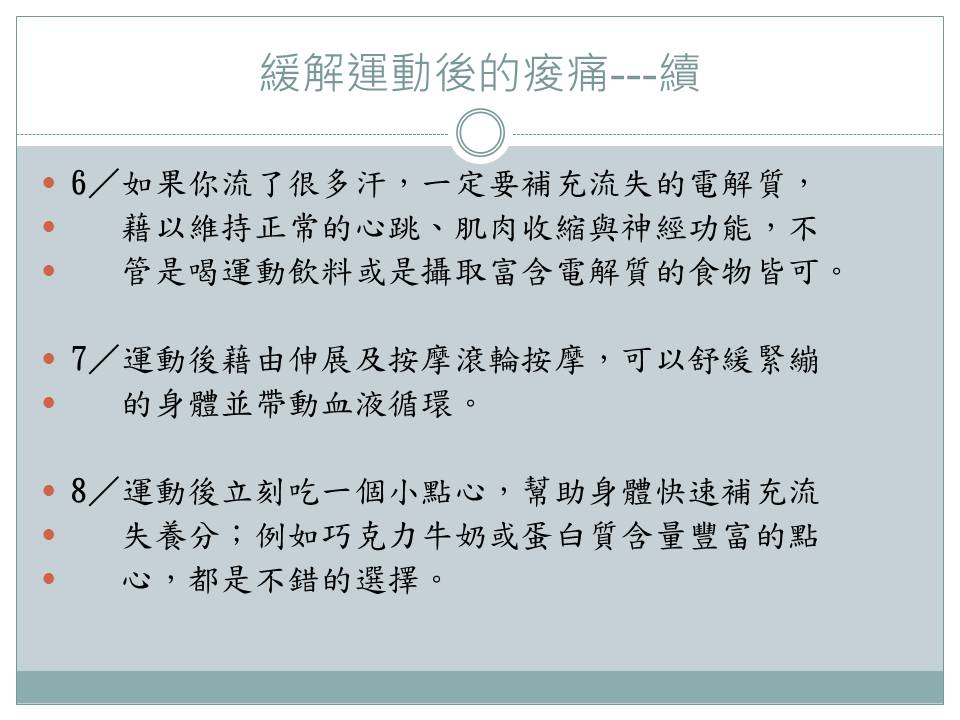 緩解運動後的痠痛---續
6／如果你流了很多汗，一定要補充流失的電解質，
藉以維持正常的心跳、肌肉收縮與神經功能，不
管是喝運動飲料或是攝取富含電解質的食物皆可。
7／運動後藉由伸展及按摩滾輪按摩，可以舒緩緊繃
的身體並帶動血液循環。
8／運動後立刻吃一個小點心，幫助身體快速補充流
失養分；例如巧克力牛奶或蛋白質含量豐富的點
心，都是不錯的選擇。